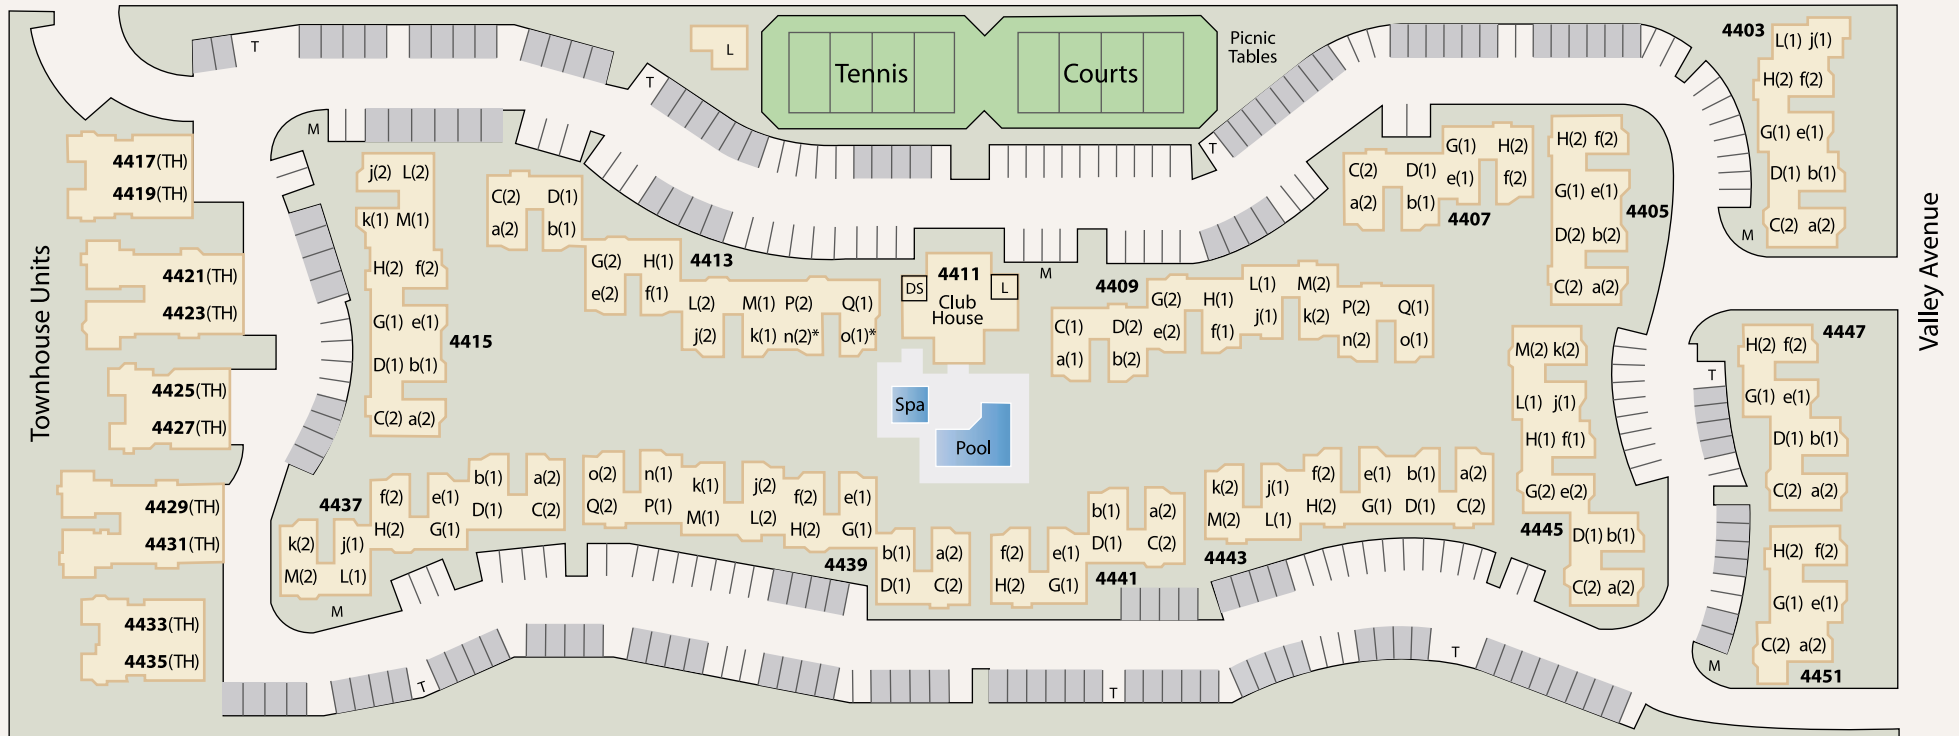 T
L
Tennis
Courts
Picnic
Tables
T
T
M
4403
L(1) j(1)
H(2) f(2)
G(1) e(1)
D(1) b(1)
C(2) a(2)
M
Valley Avenue
Townhouse Units
4417(TH)
4419(TH)
4421(TH)
4423(TH)
4425(TH)
4427(TH)
4429(TH)
4431(TH)
4433(TH)
4435(TH)
j(2) L(2)
k(1) M(1)
H(2) f(2)
G(1) e(1)
D(1) b(1)
C(2) a(2)
4415
C(2) D(1)
a(2) b(1)
G(2) H(1)
e(2) f(1)
4413
L(2) M(1) P(2) Q(1)
j(2) k(1) n(2)* o(1)*
4411
Club
House
DS
L
M
Spa
Pool
4409
C(1) D(2) G(2) H(1) L(1) M(2) P(2) Q(1)
a(1) b(2) e(2) f(1) j(1) k(2) n(2) o(1)
C(2) D(1) G(1) H(2)
a(2) b(1) e(1) f(2)
4407
H(2) f(2)
G(1) e(1)
D(2) b(2)
C(2) a(2)
4405
M(2) k(2)
L(1) j(1)
H(1) f(1)
G(2) e(2)
D(1) b(1)
C(2) a(2)
4445
4447
H(2) f(2)
G(1) e(1)
D(1) b(1)
C(2) a(2)
T
H(2) f(2)
G(1) e(1)
C(2) a(2)
4451
M
4437
k(2) j(1) f(2) e(1) b(1) a(2)
M(2) L(1) H(2) G(1) D(1) C(2)
M
o(2) n(1) k(1) j(2) f(2) e(1) b(1) a(2)
Q(2) P(1) M(1) L(2) H(2) G(1) D(1) C(2)
4439
f(2) e(1) b(1) a(2)
H(2) G(1) D(1) C(2)
4441
k(2) j(1) f(2) e(1) b(1) a(2)
M(2) L(1) H(2) G(1) D(1) C(2)
4443
T
T
T